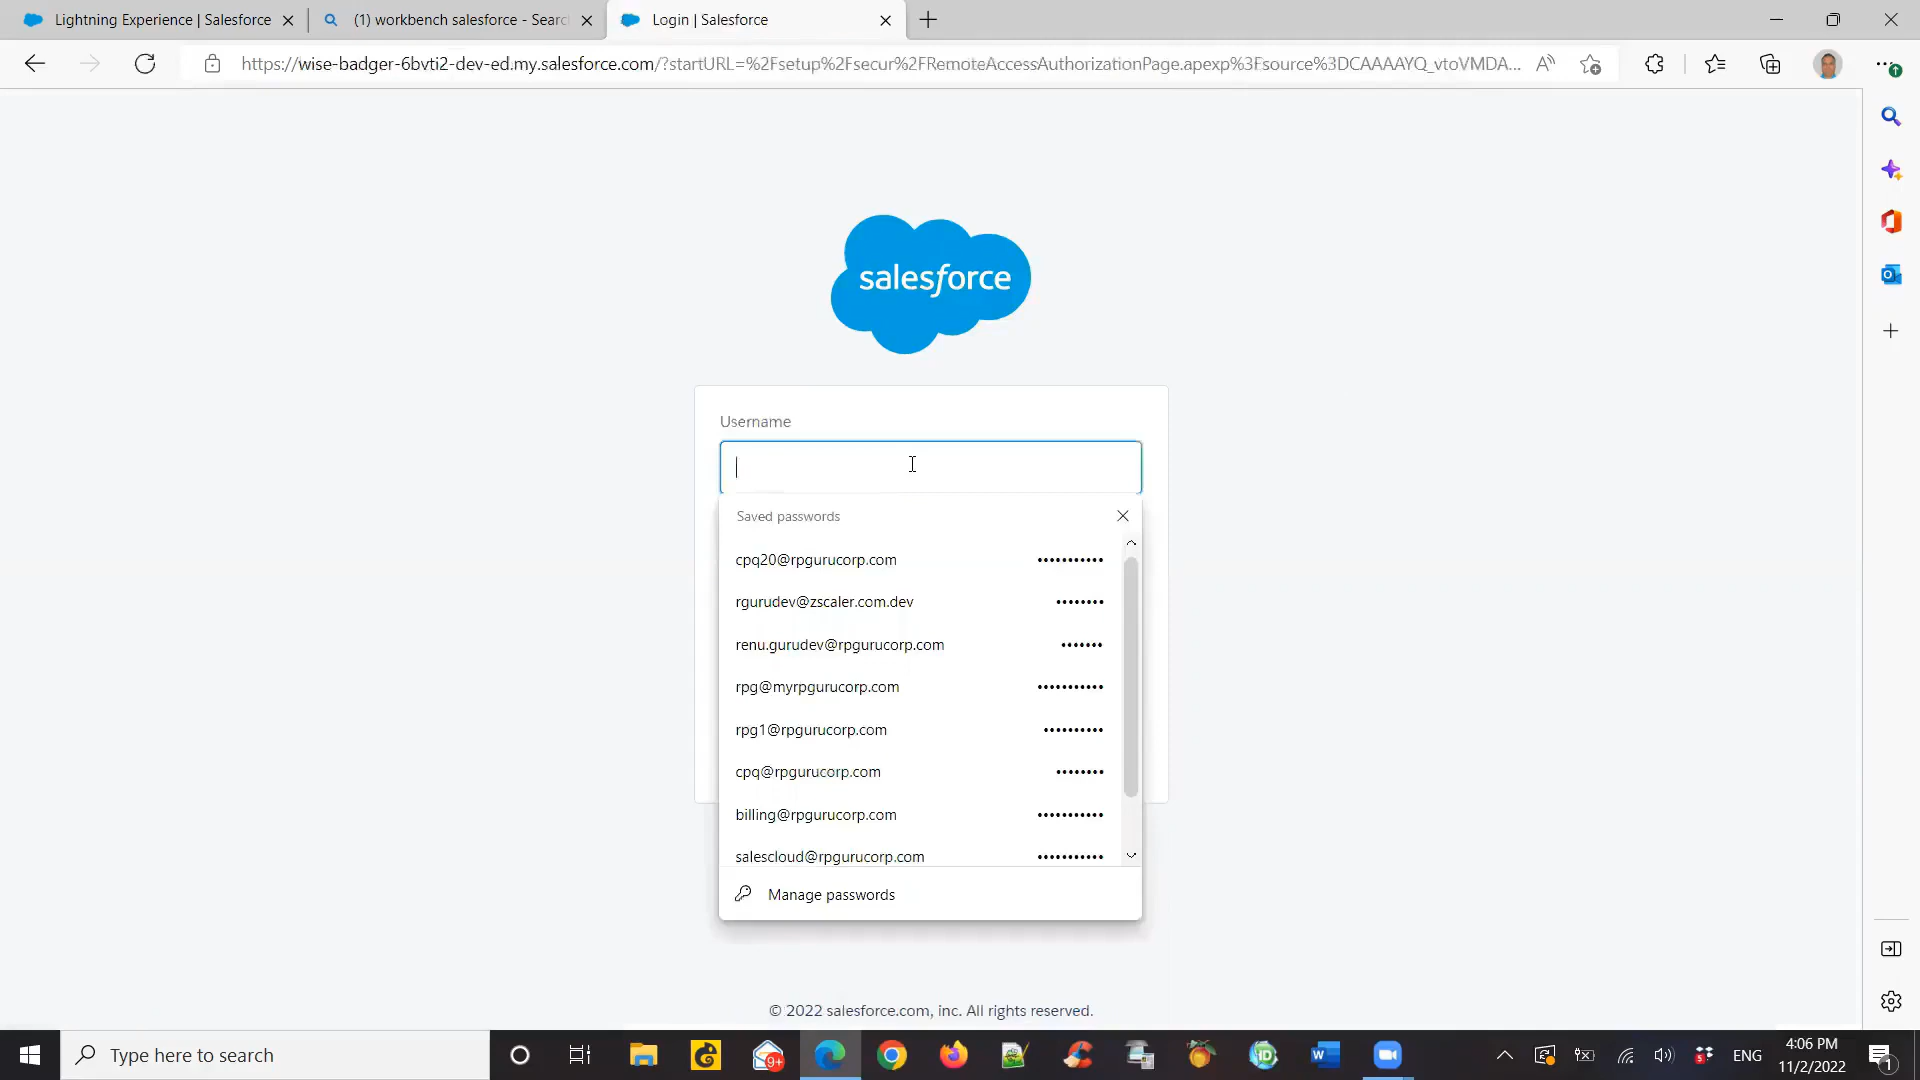 Lightning Experience | Salesforce
(1) workbench salesforce - Searc
Login | Salesforce
https://wise-badger-6bvti2-dev-ed.my.salesforce.com/?startURL=%2Fsetup%2Fsecur%2FRemoteAccessAuthorizationPage.apexp%3Fsource%3DCAAAAYQ_vtoVMDA...
salesforce
Username
Saved passwords
cpq20@rpgurucorp.com •••••••••••
rgurudev@zscaler.com.dev ••••••••
renu.gurudev@rpgurucorp.com •••••••
rpg@myrpgurucorp.com •••••••••••
rpg1@rpgurucorp.com ••••••••••
cpq@rpgurucorp.com ••••••••
billing@rpgurucorp.com •••••••••••
salescloud@rpgurucorp.com •••••••••••
Manage passwords
© 2022 salesforce.com, inc. All rights reserved.
Type here to search
9+
ENG
4:06 PM
11/2/2022
1